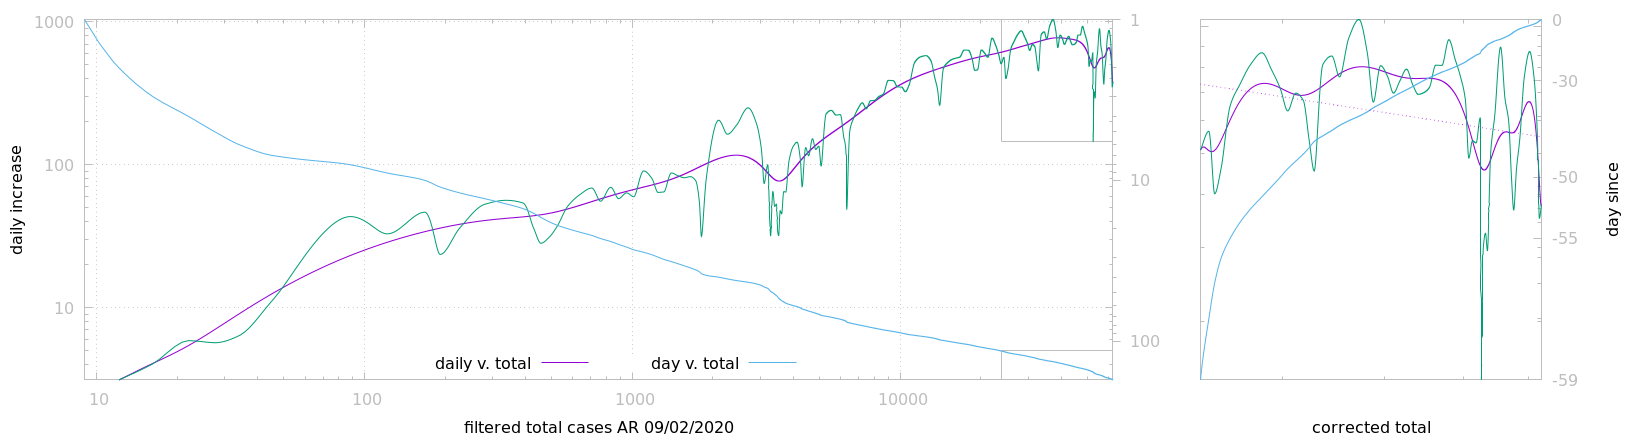 1000
100
10
daily increase
1
10
100
daily v. total
day v. total
10
100
1000
10000
filtered total cases AR 09/02/2020
0
-30
-50
-55
-59
day since
corrected total